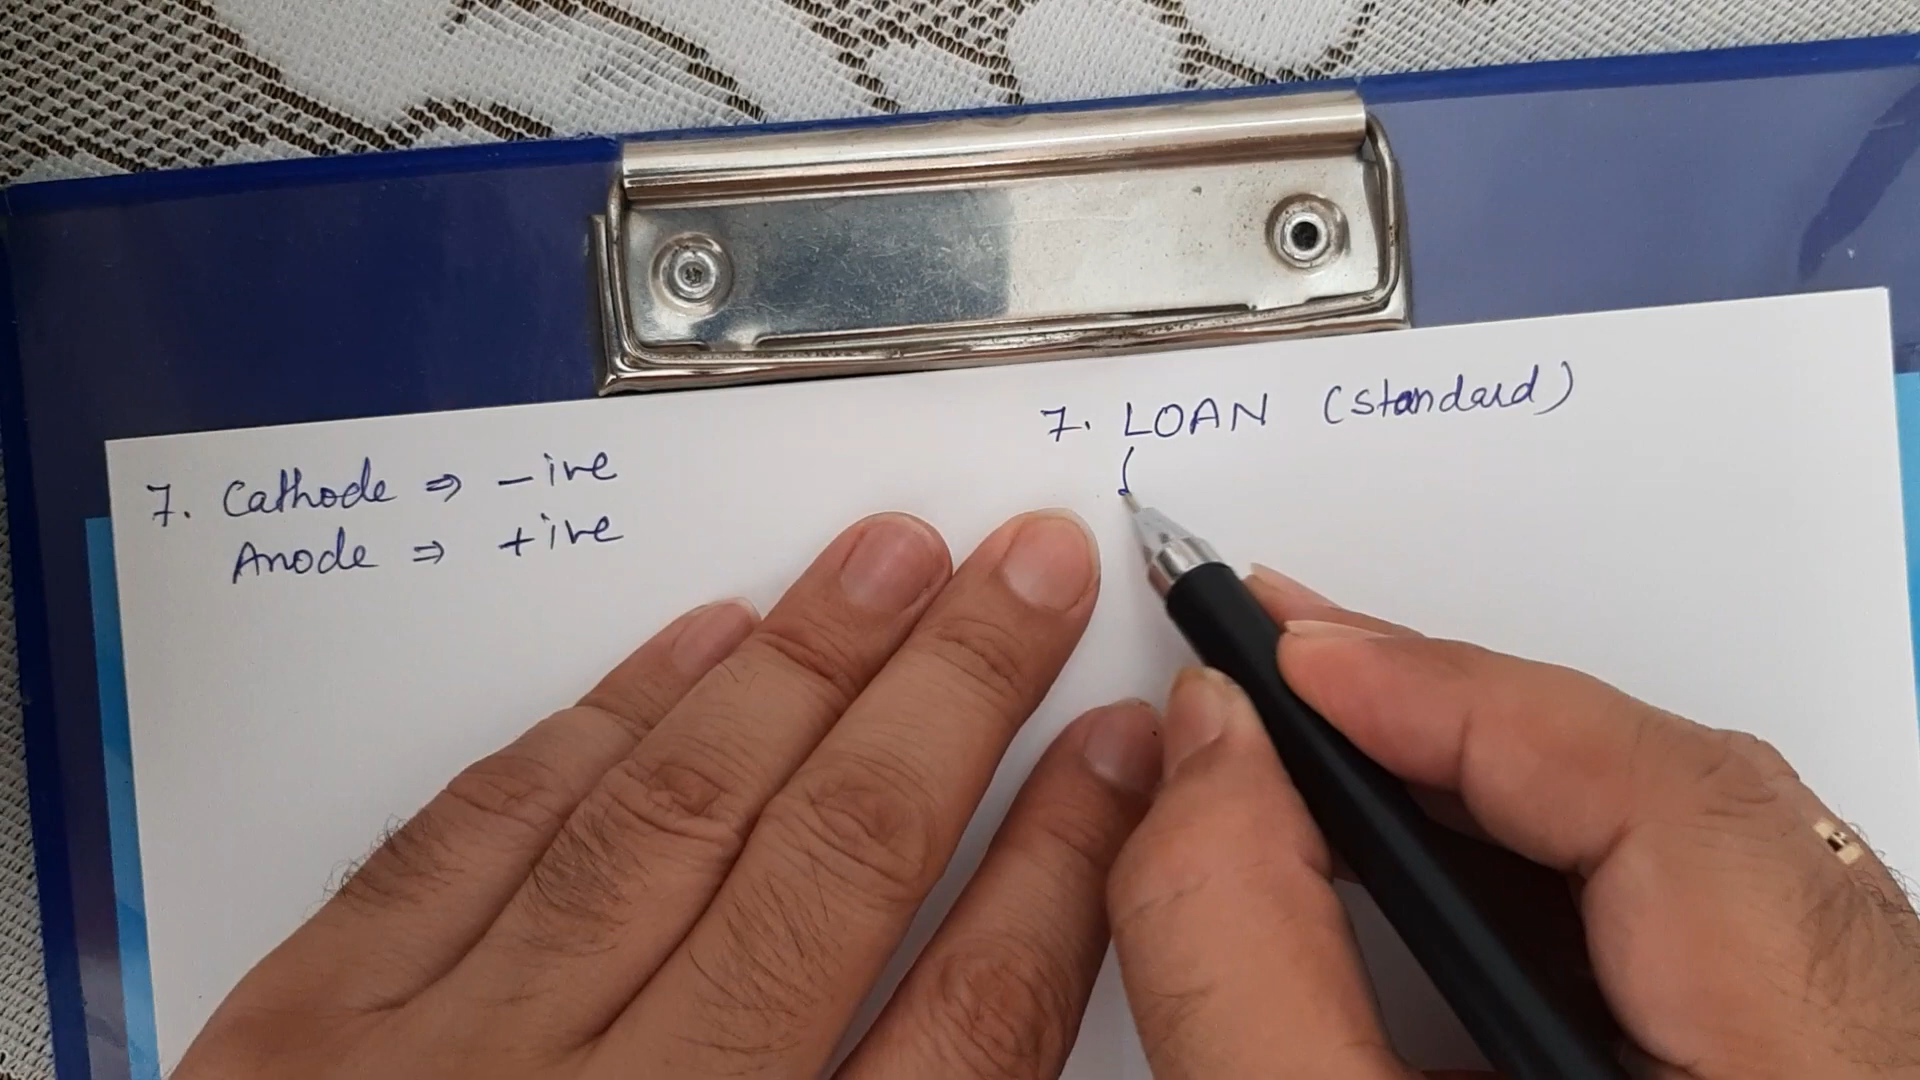 7. Cathode ⇒ -ive
Anode ⇒ +ive
7. LOAN (standard)